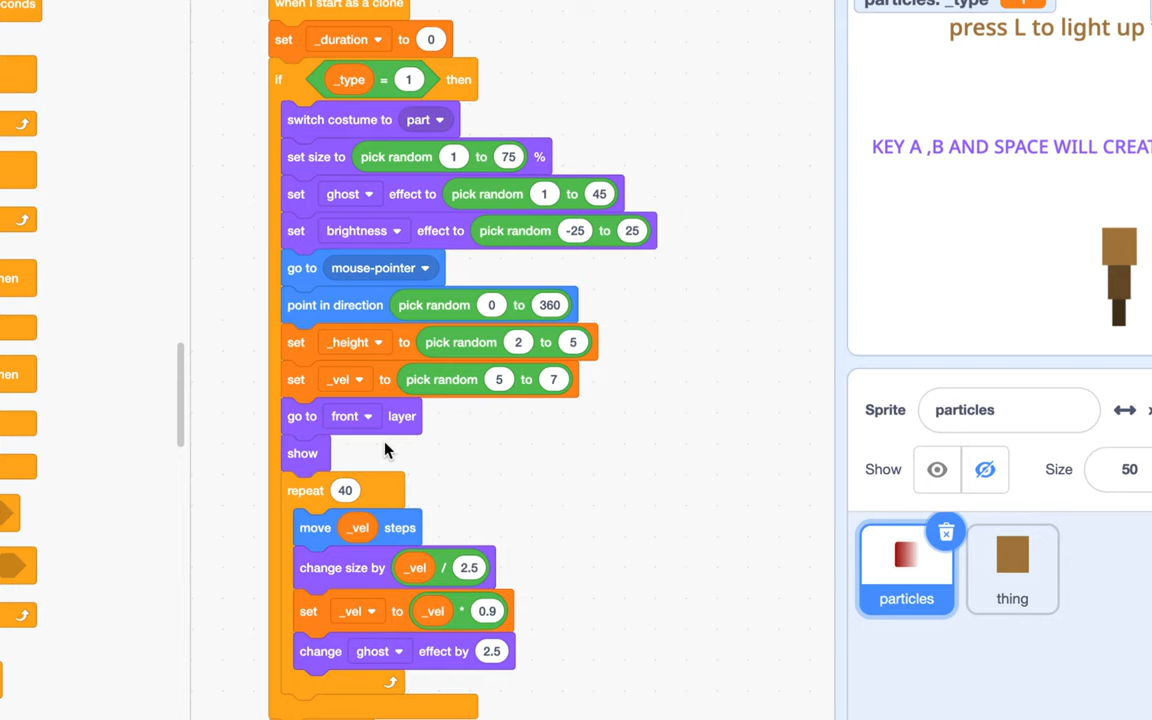 when I start as a clone
set _duration to 0
if _type = 1 then
switch costume to part
set size to pick random 1 to 75 %
set ghost effect to pick random 1 to 45
set brightness effect to pick random -25 to 25
go to mouse-pointer
point in direction pick random 0 to 360
set _height to pick random 2 to 5
set _vel to pick random 5 to 7
go to front layer
show
repeat 40
move _vel steps
change size by _vel / 2.5
set _vel to _vel * 0.9
change ghost effect by 2.5
particles: _type
press L to light up
KEY A ,B AND SPACE WILL CREAT
Sprite particles
Show Size 50
particles thing